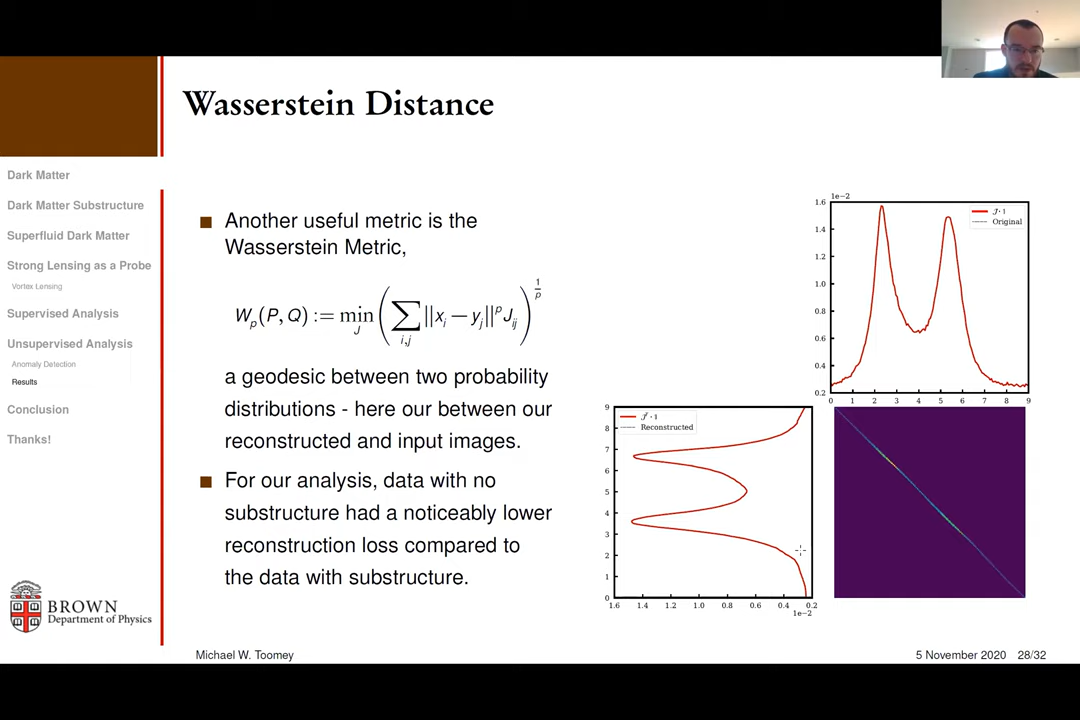 Wasserstein Distance
Dark Matter
Dark Matter Substructure
Superfluid Dark Matter
Strong Lensing as a Probe
Vortex Lensing
Supervised Analysis
Unsupervised Analysis
Anomaly Detection
Results
Conclusion
Thanks!
BROWN
Department of Physics
Another useful metric is the
Wasserstein Metric,
W_p(P, Q) := min_J ( ∑_{i,j} ||x_i − y_j||^p J_{ij} )^{1/p}
a geodesic between two probability
distributions - here our between our
reconstructed and input images.
For our analysis, data with no
substructure had a noticeably lower
reconstruction loss compared to
the data with substructure.
1e−2
1.6
1.4
1.2
1.0
0.8
0.6
0.4
0.2
0 1 2 3 4 5 6 7 8 9
J · 1
Original
9
8
7
6
5
4
3
2
1
0
1.6 1.4 1.2 1.0 0.8 0.6 0.4 0.2
1e−2
Reconstructed
Michael W. Toomey
5 November 2020 28/32